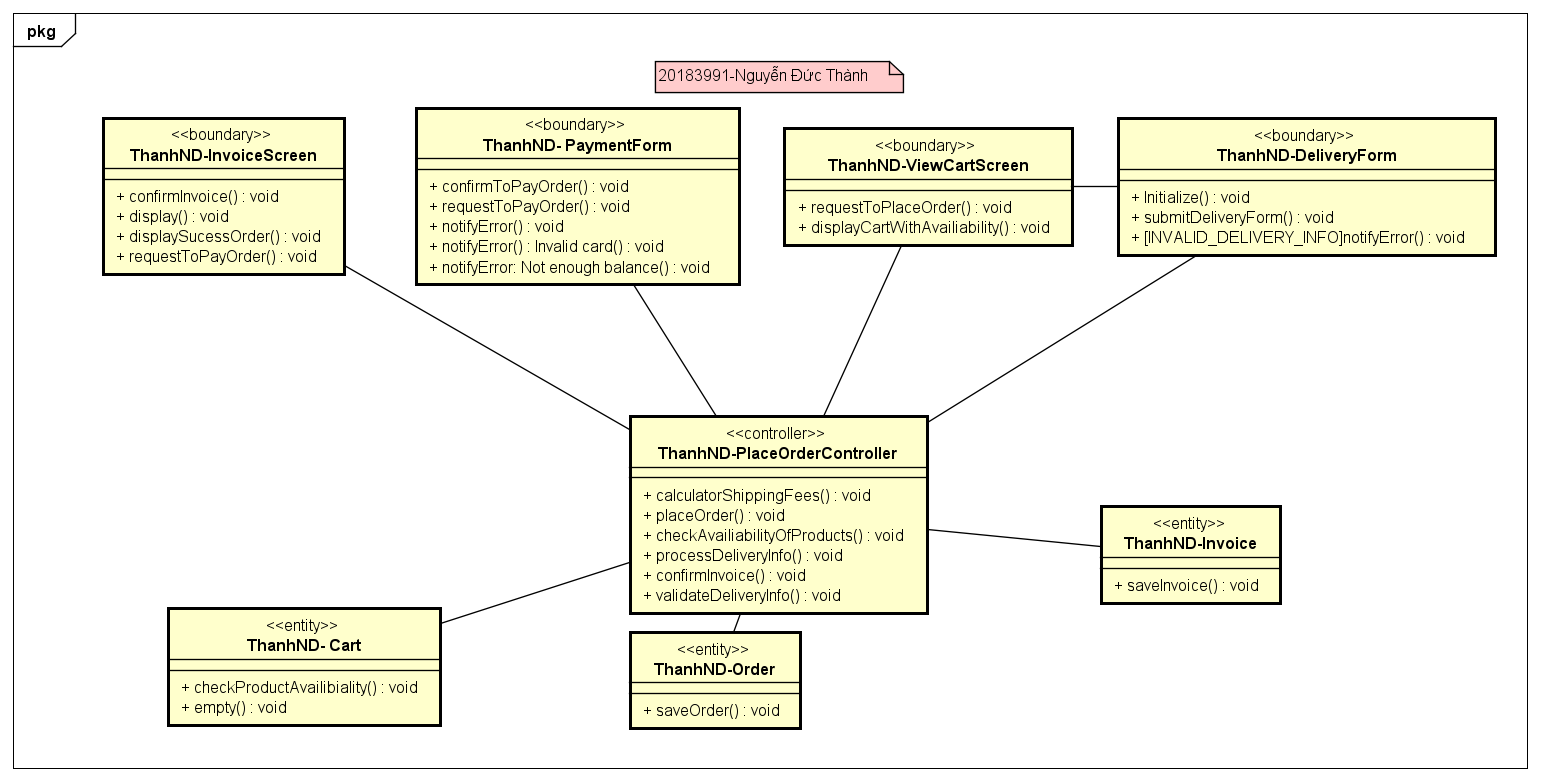 pkg
20183991-Nguyễn Đức Thành
<<boundary>>
ThanhND-InvoiceScreen
+ confirmInvoice() : void
+ display() : void
+ displaySucessOrder() : void
+ requestToPayOrder() : void
<<boundary>>
ThanhND- PaymentForm
+ confirmToPayOrder() : void
+ requestToPayOrder() : void
+ notifyError() : void
+ notifyError() : Invalid card() : void
+ notifyError: Not enough balance() : void
<<boundary>>
ThanhND-ViewCartScreen
+ requestToPlaceOrder() : void
+ displayCartWithAvailiability() : void
<<boundary>>
ThanhND-DeliveryForm
+ Initialize() : void
+ submitDeliveryForm() : void
+ [INVALID_DELIVERY_INFO]notifyError() : void
<<controller>>
ThanhND-PlaceOrderController
+ calculatorShippingFees() : void
+ placeOrder() : void
+ checkAvailiabilityOfProducts() : void
+ processDeliveryInfo() : void
+ confirmInvoice() : void
+ validateDeliveryInfo() : void
<<entity>>
ThanhND-Invoice
+ saveInvoice() : void
<<entity>>
ThanhND- Cart
+ checkProductAvailibiality() : void
+ empty() : void
<<entity>>
ThanhND-Order
+ saveOrder() : void